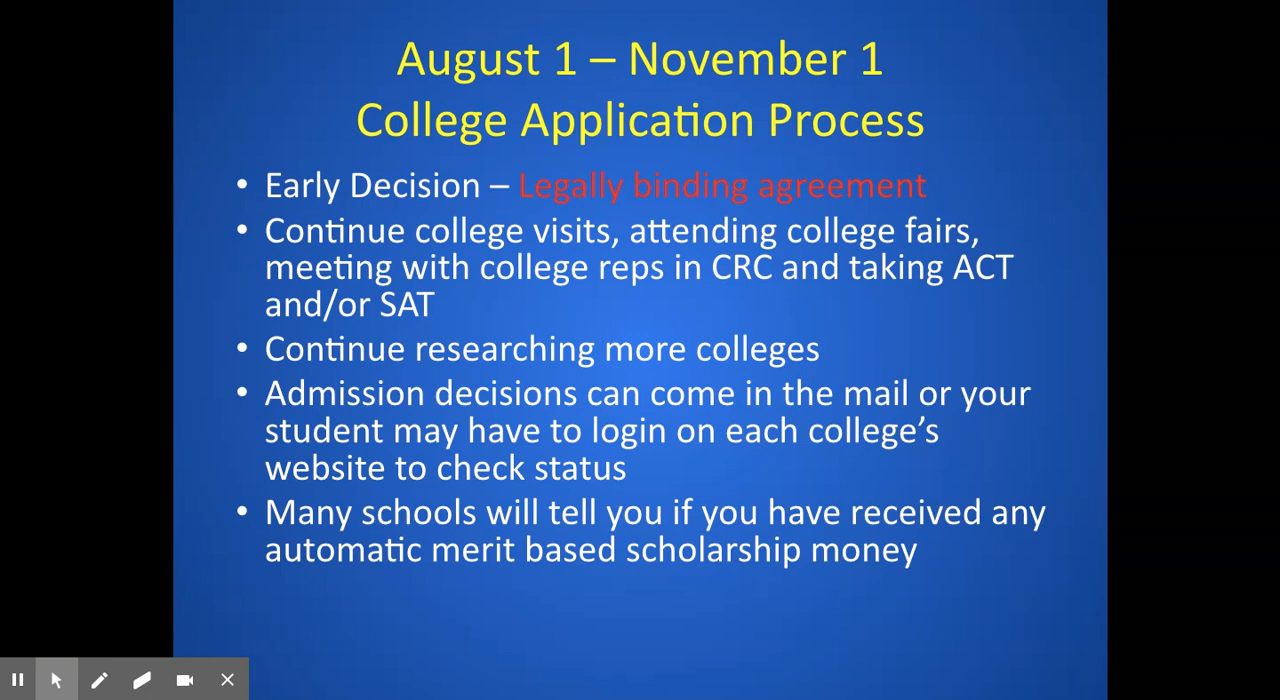 August 1 – November 1
College Application Process
• Early Decision – Legally binding agreement
• Continue college visits, attending college fairs,
meeting with college reps in CRC and taking ACT
and/or SAT
• Continue researching more colleges
• Admission decisions can come in the mail or your
student may have to login on each college’s
website to check status
• Many schools will tell you if you have received any
automatic merit based scholarship money